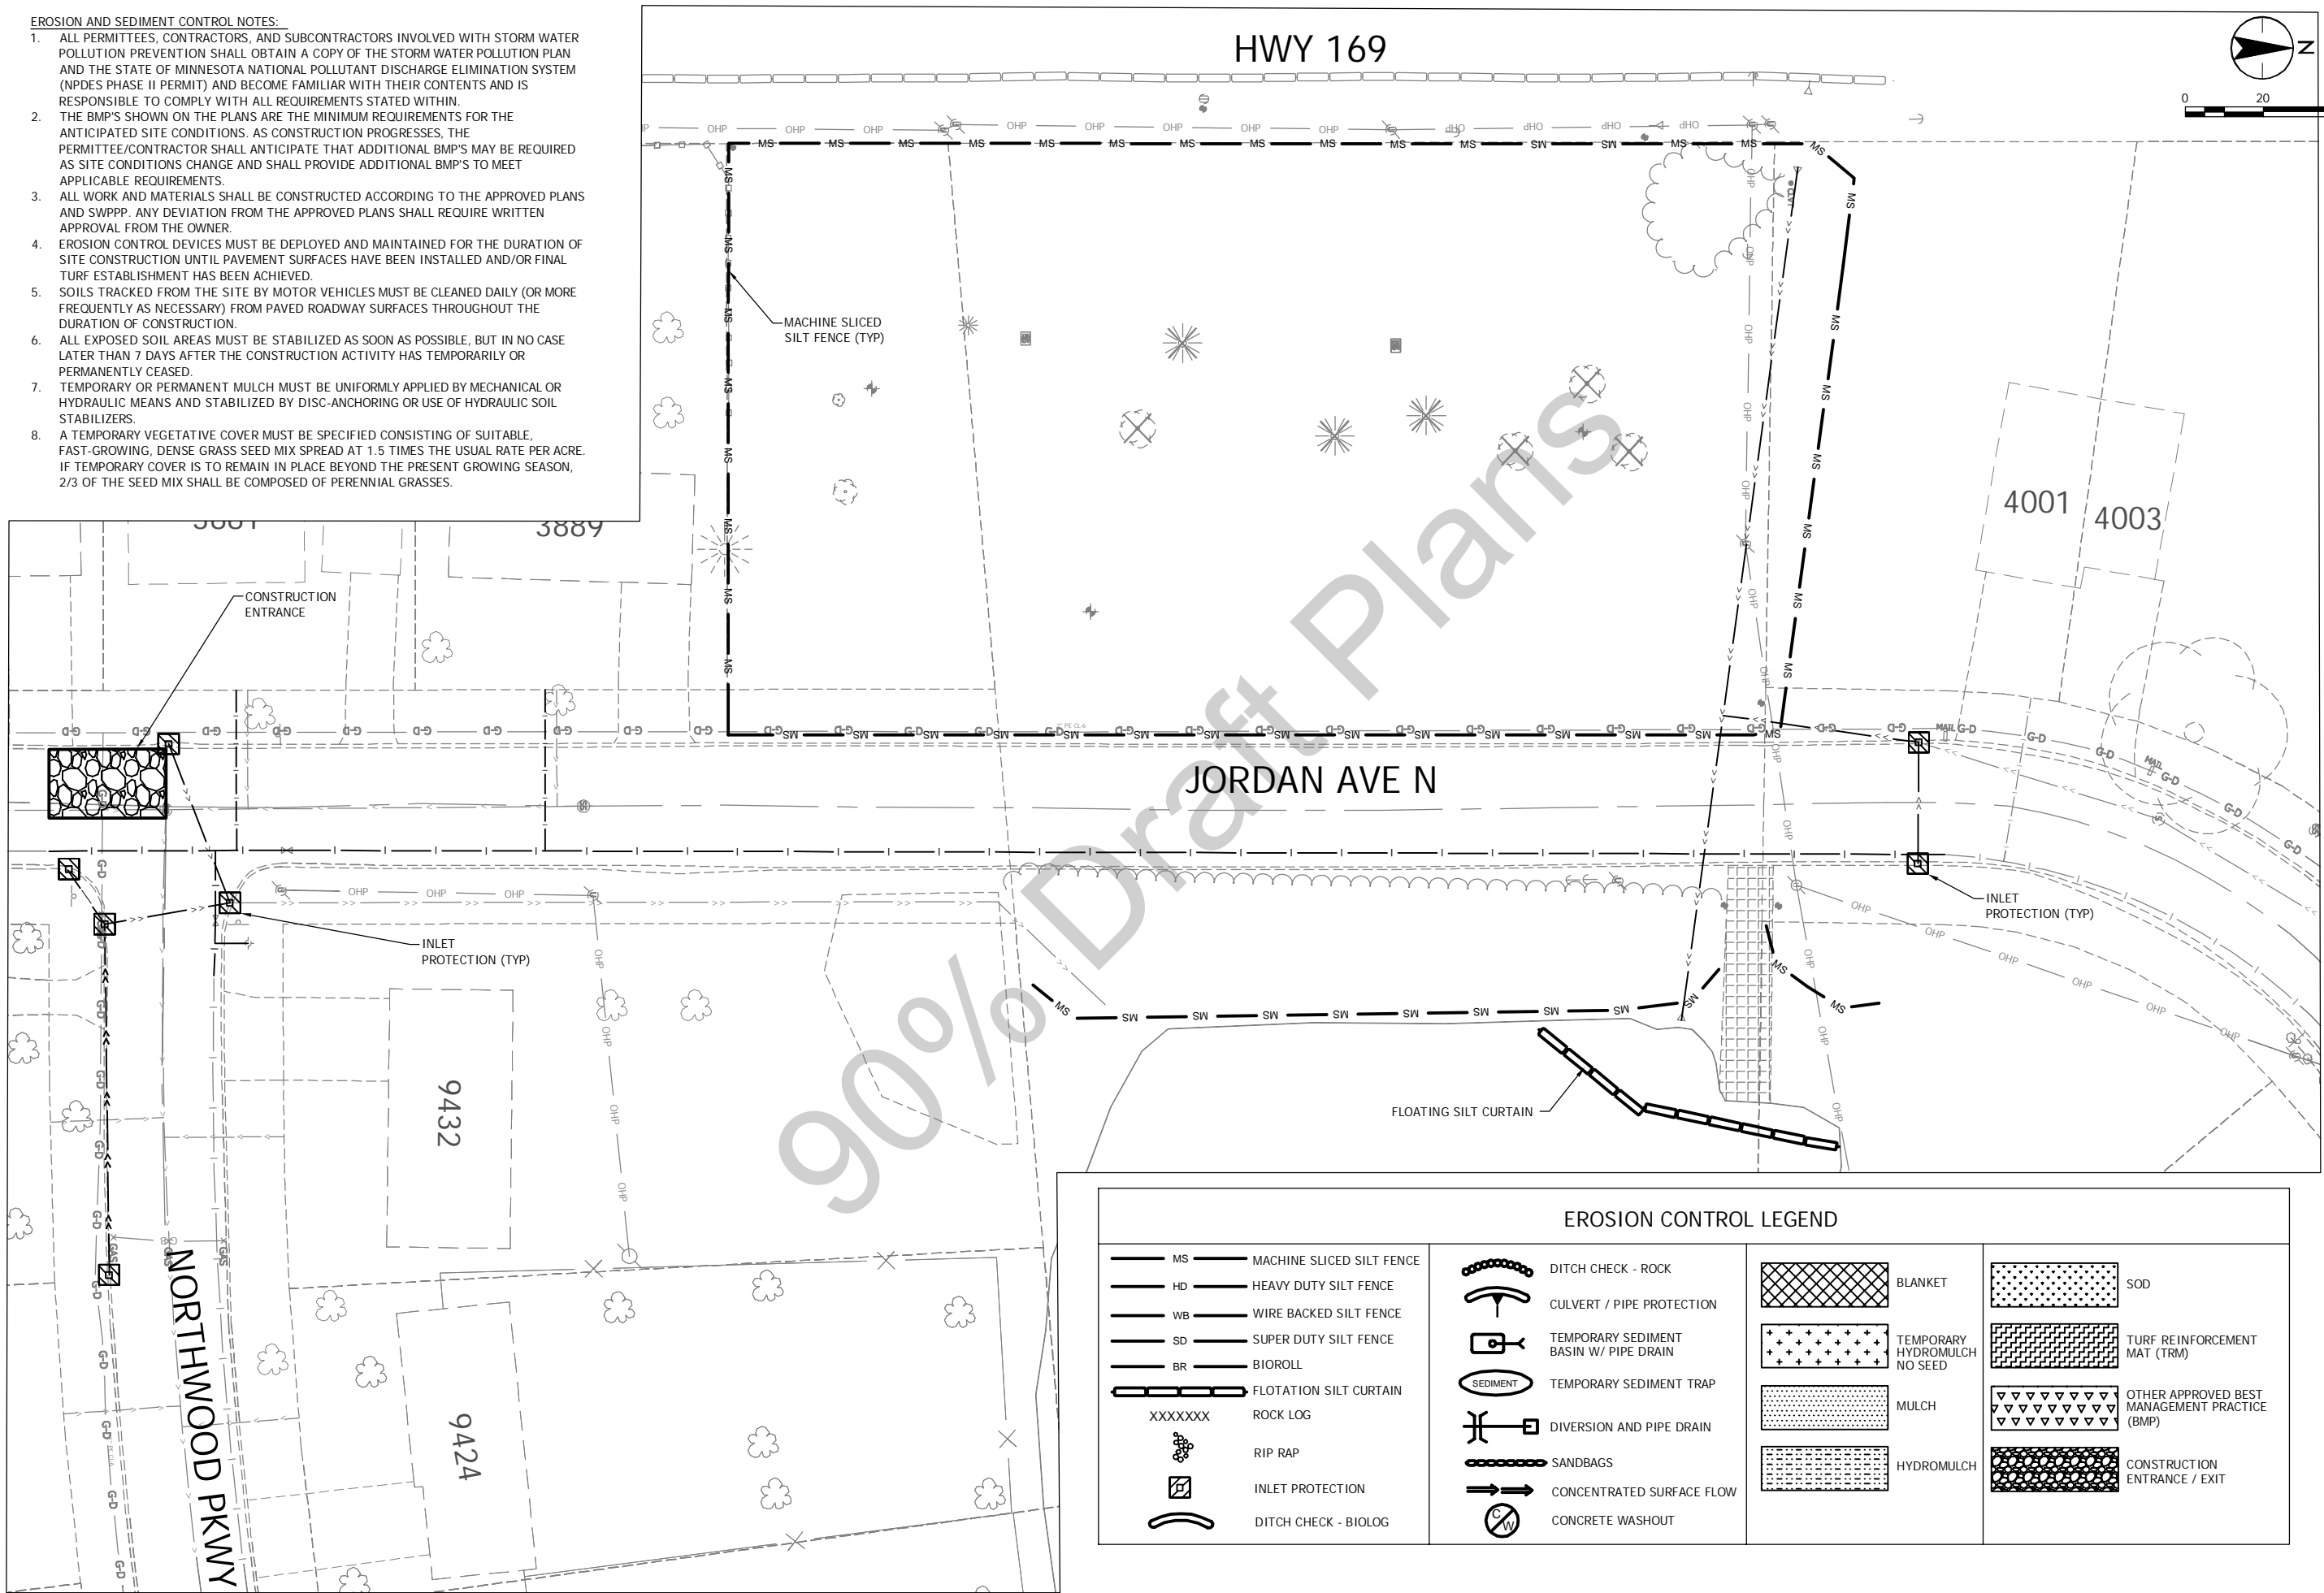 EROSION AND SEDIMENT CONTROL NOTES:
1. ALL PERMITTEES, CONTRACTORS, AND SUBCONTRACTORS INVOLVED WITH STORM WATER
POLLUTION PREVENTION SHALL OBTAIN A COPY OF THE STORM WATER POLLUTION PLAN
AND THE STATE OF MINNESOTA NATIONAL POLLUTANT DISCHARGE ELIMINATION SYSTEM
(NPDES PHASE II PERMIT) AND BECOME FAMILIAR WITH THEIR CONTENTS AND IS
RESPONSIBLE TO COMPLY WITH ALL REQUIREMENTS STATED WITHIN.
2. THE BMP'S SHOWN ON THE PLANS ARE THE MINIMUM REQUIREMENTS FOR THE
ANTICIPATED SITE CONDITIONS. AS CONSTRUCTION PROGRESSES, THE
PERMITTEE/CONTRACTOR SHALL ANTICIPATE THAT ADDITIONAL BMP'S MAY BE REQUIRED
AS SITE CONDITIONS CHANGE AND SHALL PROVIDE ADDITIONAL BMP'S TO MEET
APPLICABLE REQUIREMENTS.
3. ALL WORK AND MATERIALS SHALL BE CONSTRUCTED ACCORDING TO THE APPROVED PLANS
AND SWPPP. ANY DEVIATION FROM THE APPROVED PLANS SHALL REQUIRE WRITTEN
APPROVAL FROM THE OWNER.
4. EROSION CONTROL DEVICES MUST BE DEPLOYED AND MAINTAINED FOR THE DURATION OF
SITE CONSTRUCTION UNTIL PAVEMENT SURFACES HAVE BEEN INSTALLED AND/OR FINAL
TURF ESTABLISHMENT HAS BEEN ACHIEVED.
5. SOILS TRACKED FROM THE SITE BY MOTOR VEHICLES MUST BE CLEANED DAILY (OR MORE
FREQUENTLY AS NECESSARY) FROM PAVED ROADWAY SURFACES THROUGHOUT THE
DURATION OF CONSTRUCTION.
6. ALL EXPOSED SOIL AREAS MUST BE STABILIZED AS SOON AS POSSIBLE, BUT IN NO CASE
LATER THAN 7 DAYS AFTER THE CONSTRUCTION ACTIVITY HAS TEMPORARILY OR
PERMANENTLY CEASED.
7. TEMPORARY OR PERMANENT MULCH MUST BE UNIFORMLY APPLIED BY MECHANICAL OR
HYDRAULIC MEANS AND STABILIZED BY DISC-ANCHORING OR USE OF HYDRAULIC SOIL
STABILIZERS.
8. A TEMPORARY VEGETATIVE COVER MUST BE SPECIFIED CONSISTING OF SUITABLE,
FAST-GROWING, DENSE GRASS SEED MIX SPREAD AT 1.5 TIMES THE USUAL RATE PER ACRE.
IF TEMPORARY COVER IS TO REMAIN IN PLACE BEYOND THE PRESENT GROWING SEASON,
2/3 OF THE SEED MIX SHALL BE COMPOSED OF PERENNIAL GRASSES.
HWY 169
N
0 20
MACHINE SLICED
SILT FENCE (TYP)
3889
4001
4003
CONSTRUCTION
ENTRANCE
JORDAN AVE N
INLET
PROTECTION (TYP)
INLET
PROTECTION (TYP)
FLOATING SILT CURTAIN
9432
9424
NORTHWOOD PKWY
90% Draft Plans
EROSION CONTROL LEGEND
MS MACHINE SLICED SILT FENCE
HD HEAVY DUTY SILT FENCE
WB WIRE BACKED SILT FENCE
SD SUPER DUTY SILT FENCE
BR BIOROLL
FLOTATION SILT CURTAIN
XXXXXXX ROCK LOG
RIP RAP
INLET PROTECTION
DITCH CHECK - BIOLOG
DITCH CHECK - ROCK
CULVERT / PIPE PROTECTION
TEMPORARY SEDIMENT
BASIN W/ PIPE DRAIN
SEDIMENT TEMPORARY SEDIMENT TRAP
DIVERSION AND PIPE DRAIN
SANDBAGS
CONCENTRATED SURFACE FLOW
C W CONCRETE WASHOUT
BLANKET
TEMPORARY
HYDROMULCH
NO SEED
MULCH
HYDROMULCH
SOD
TURF REINFORCEMENT
MAT (TRM)
OTHER APPROVED BEST
MANAGEMENT PRACTICE
(BMP)
CONSTRUCTION
ENTRANCE / EXIT